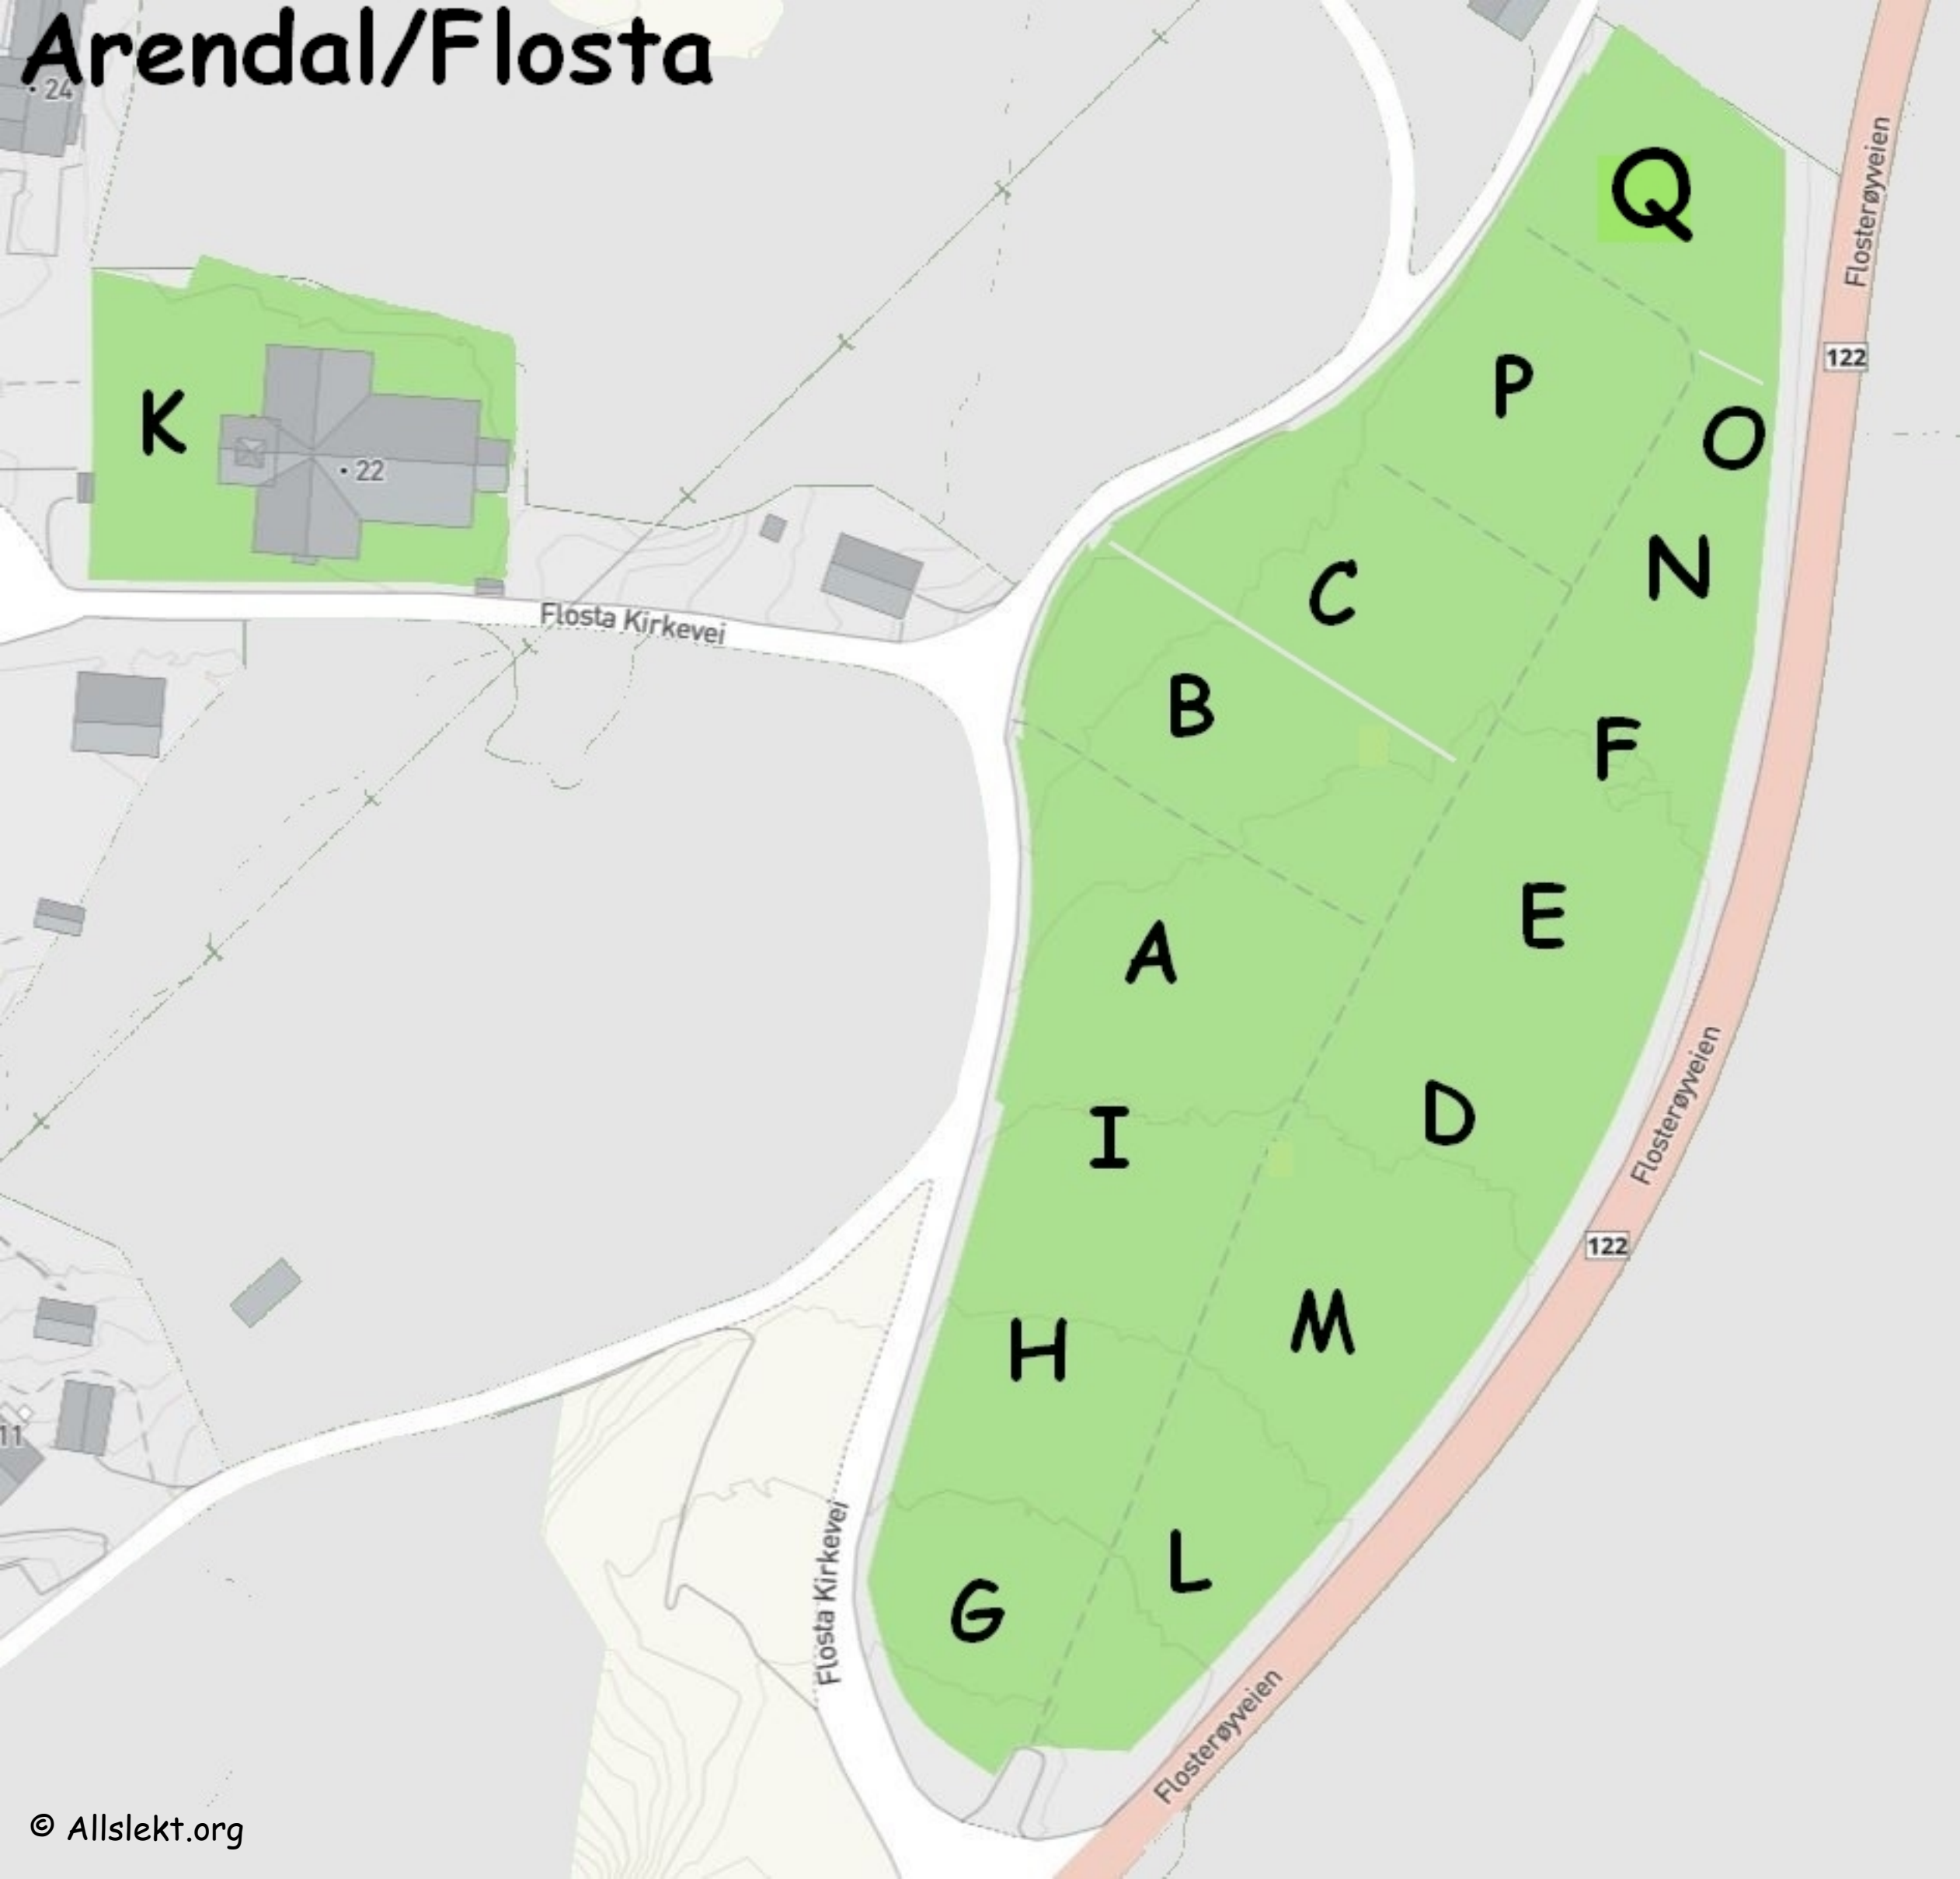 Arendal/Flosta
24
Q
Flosterøyveien
122
K
22
P
O
N
C
Flosta Kirkevei
B
F
E
A
D
I
Flosterøyveien
122
M
H
11
L
G
Flosta Kirkevei
Flosterøyveien
© Allslekt.org